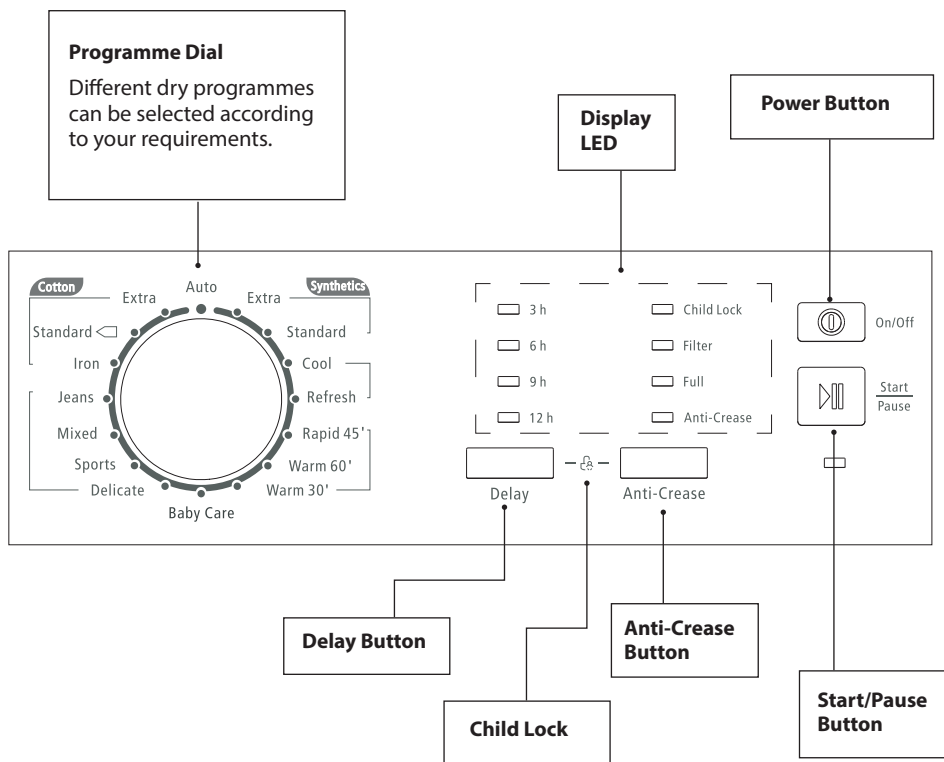 Programme Dial
Different dry programmes
can be selected according
to your requirements.
Display
LED
Power Button
Cotton
Synthetics
Auto
Extra
Extra
Standard
Standard
Iron
Cool
Jeans
Refresh
Mixed
Rapid 45'
Sports
Warm 60'
Delicate
Warm 30'
Baby Care
3 h
Child Lock
6 h
Filter
9 h
Full
12 h
Anti-Crease
On/Off
Start
Pause
Delay
Anti-Crease
Delay Button
Anti-Crease
Button
Child Lock
Start/Pause
Button